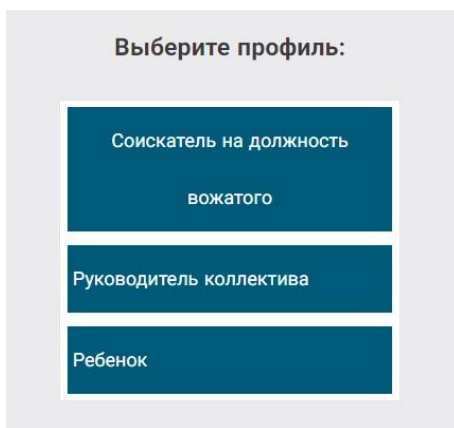 Выберите профиль:
Соискатель на должность
вожатого
Руководитель коллектива
Ребенок